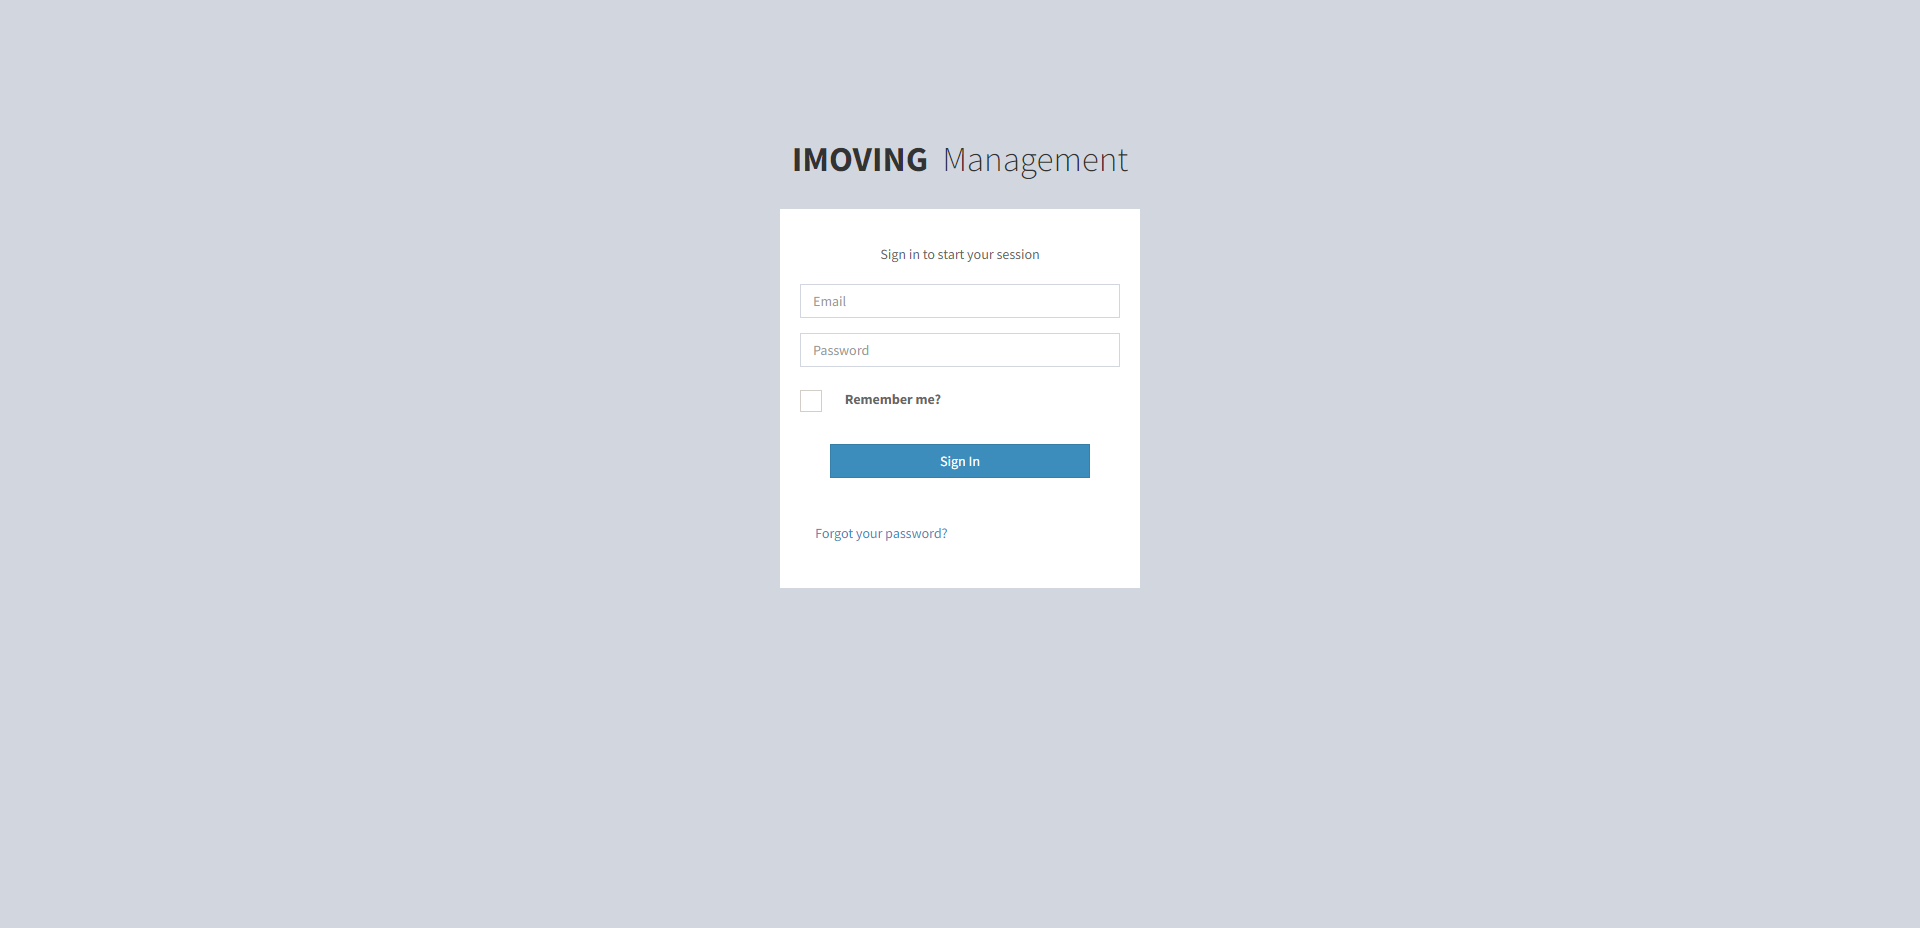 IMOVING Management
Sign in to start your session
Email
Password
Remember me?
Sign In
Forgot your password?